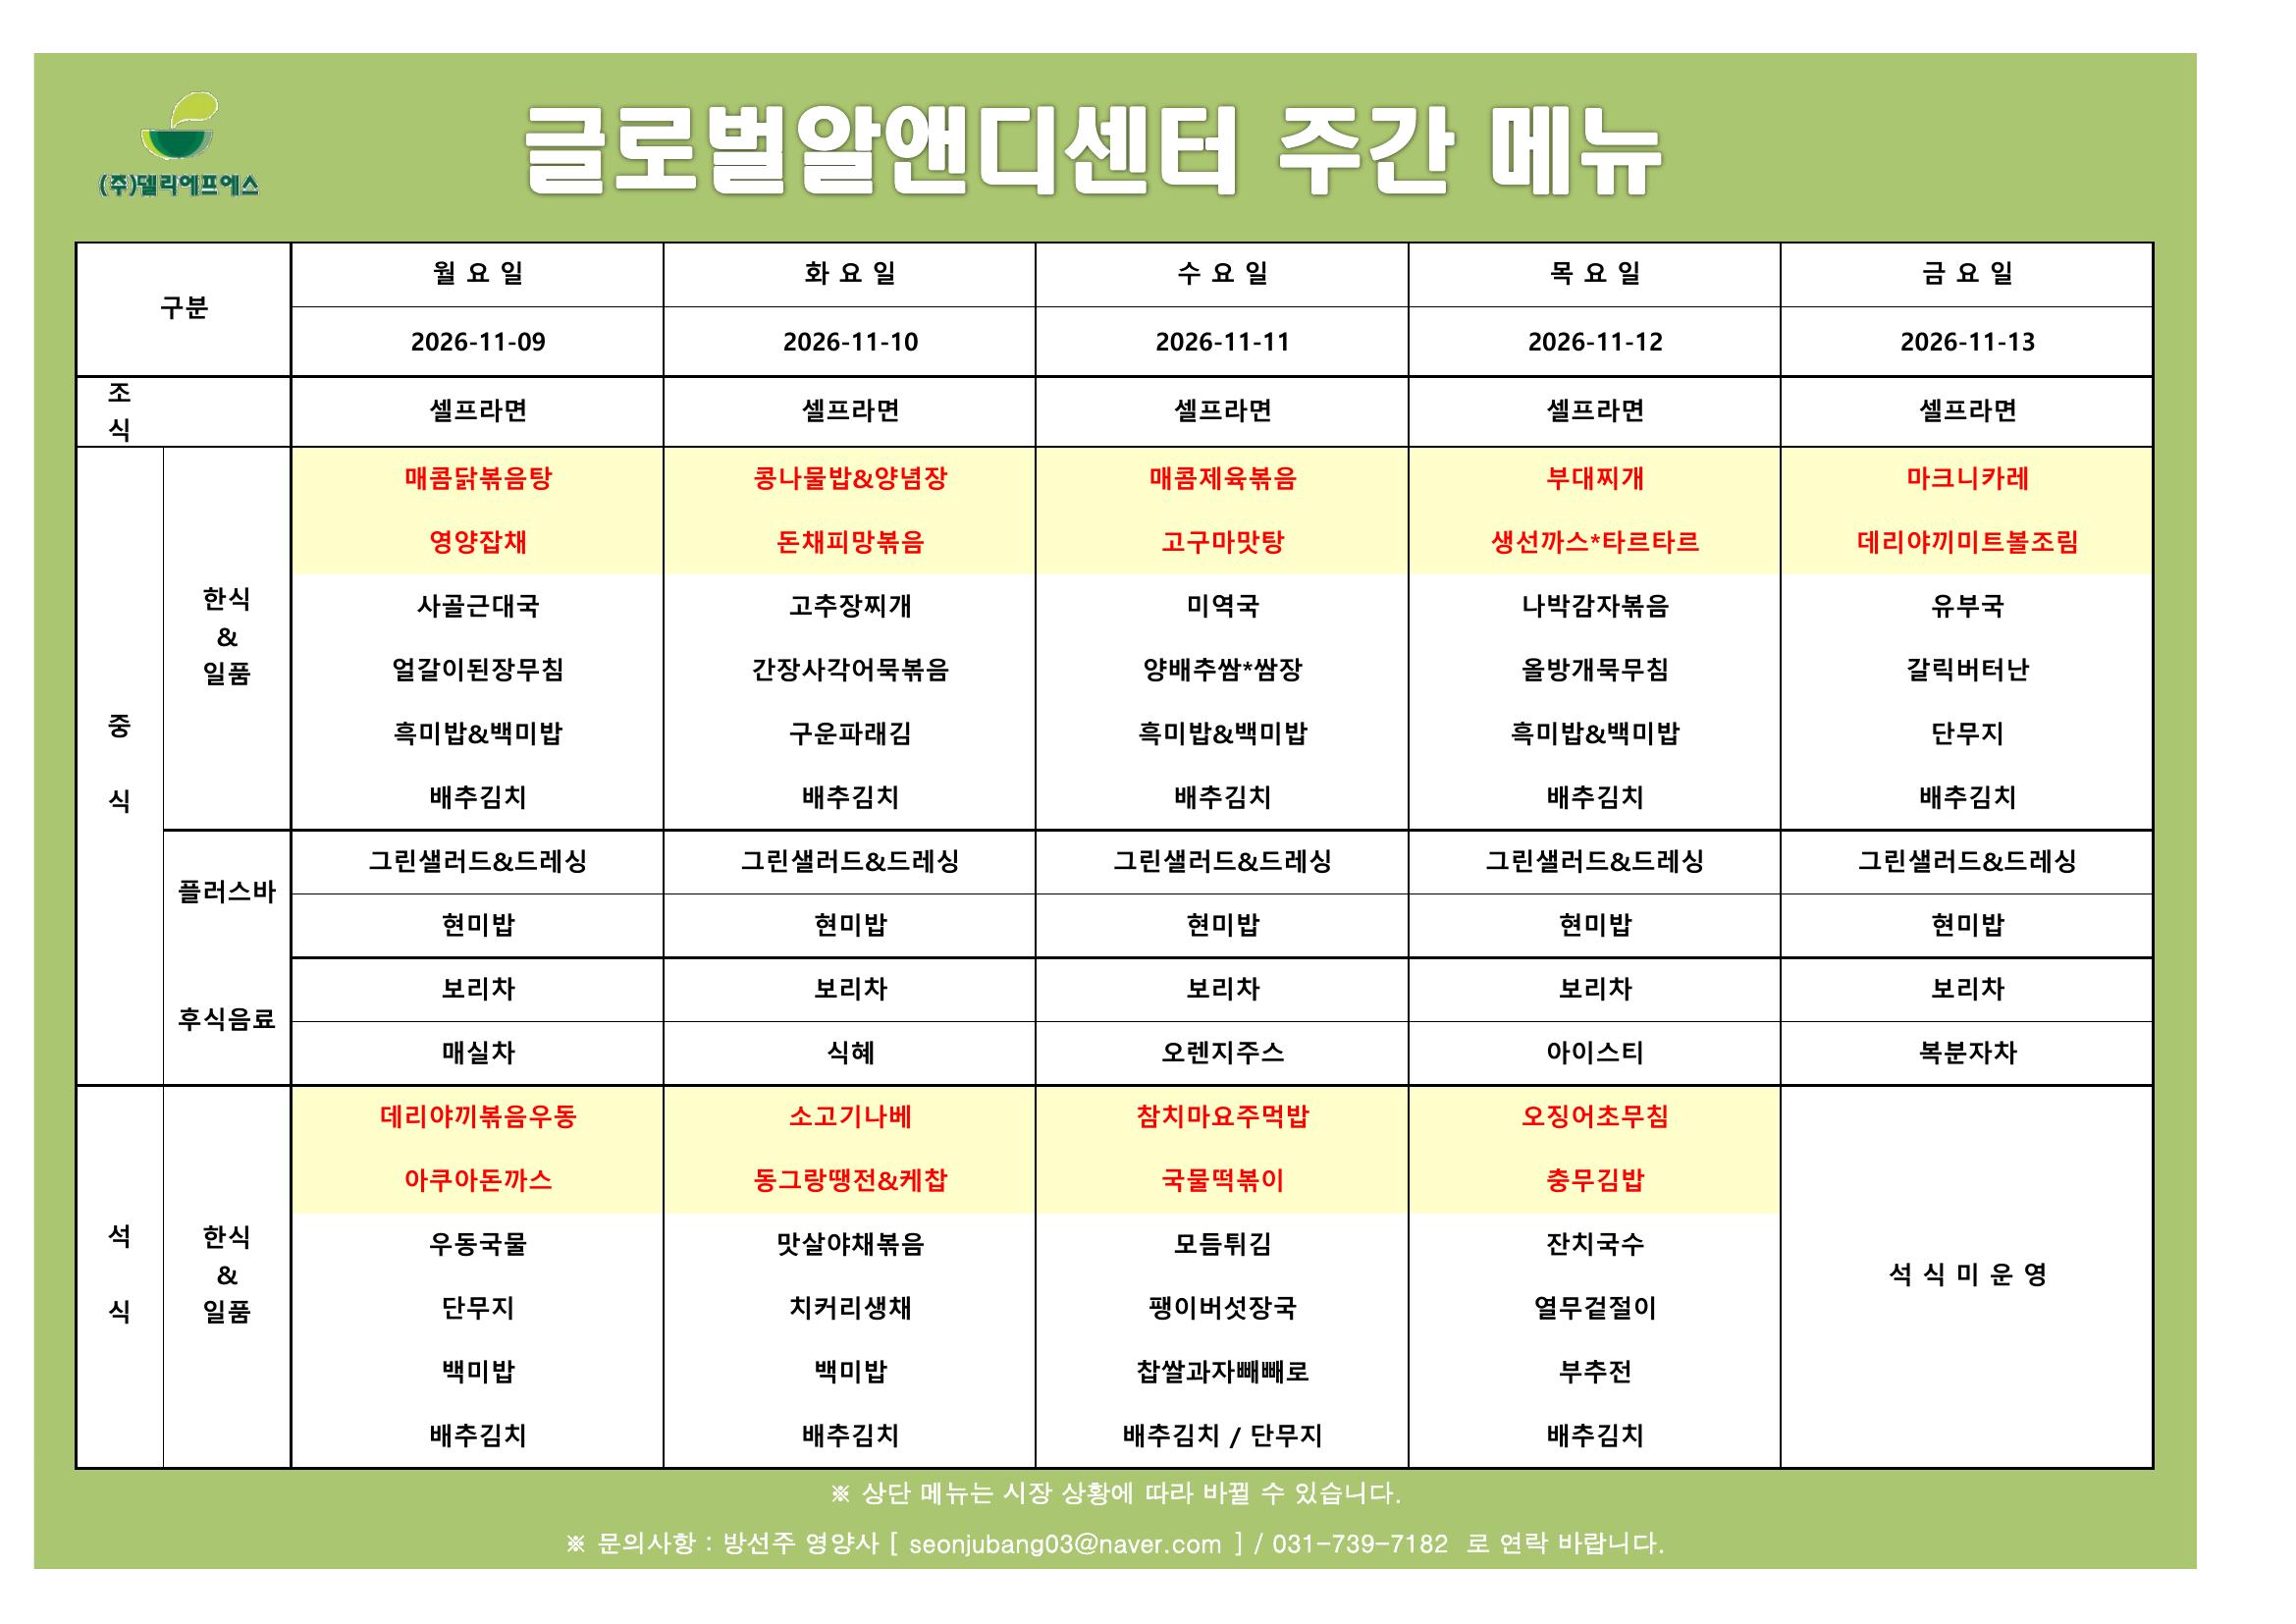 (주)델리에프에스
글로벌알앤디센터 주간 메뉴
구분 월 요 일 화 요 일 수 요 일 목 요 일 금 요 일
2026-11-09 2026-11-10 2026-11-11 2026-11-12 2026-11-13
조 식 셀프라면 셀프라면 셀프라면 셀프라면 셀프라면
중 식
한식 & 일품
매콤닭볶음탕 콩나물밥&양념장 매콤제육볶음 부대찌개 마크니카레
영양잡채 돈채피망볶음 고구마맛탕 생선까스*타르타르 데리야끼미트볼조림
사골근대국 고추장찌개 미역국 나박감자볶음 유부국
얼갈이된장무침 간장사각어묵볶음 양배추쌈*쌈장 올방개묵무침 갈릭버터난
흑미밥&백미밥 구운파래김 흑미밥&백미밥 흑미밥&백미밥 단무지
배추김치 배추김치 배추김치 배추김치 배추김치
플러스바
그린샐러드&드레싱 그린샐러드&드레싱 그린샐러드&드레싱 그린샐러드&드레싱 그린샐러드&드레싱
현미밥 현미밥 현미밥 현미밥 현미밥
후식음료
보리차 보리차 보리차 보리차 보리차
매실차 식혜 오렌지주스 아이스티 복분자차
석 식
한식 & 일품
데리야끼볶음우동 소고기나베 참치마요주먹밥 오징어초무침
아쿠아돈까스 동그랑땡전&케찹 국물떡볶이 충무김밥
우동국물 맛살야채볶음 모듬튀김 잔치국수 석 식 미 운 영
단무지 치커리생채 팽이버섯장국 열무겉절이
백미밥 백미밥 찹쌀과자빼빼로 부추전
배추김치 배추김치 배추김치 / 단무지 배추김치
※ 상단 메뉴는 시장 상황에 따라 바뀔 수 있습니다.
※ 문의사항 : 방선주 영양사 [ seonjubang03@naver.com ] / 031-739-7182 로 연락 바랍니다.